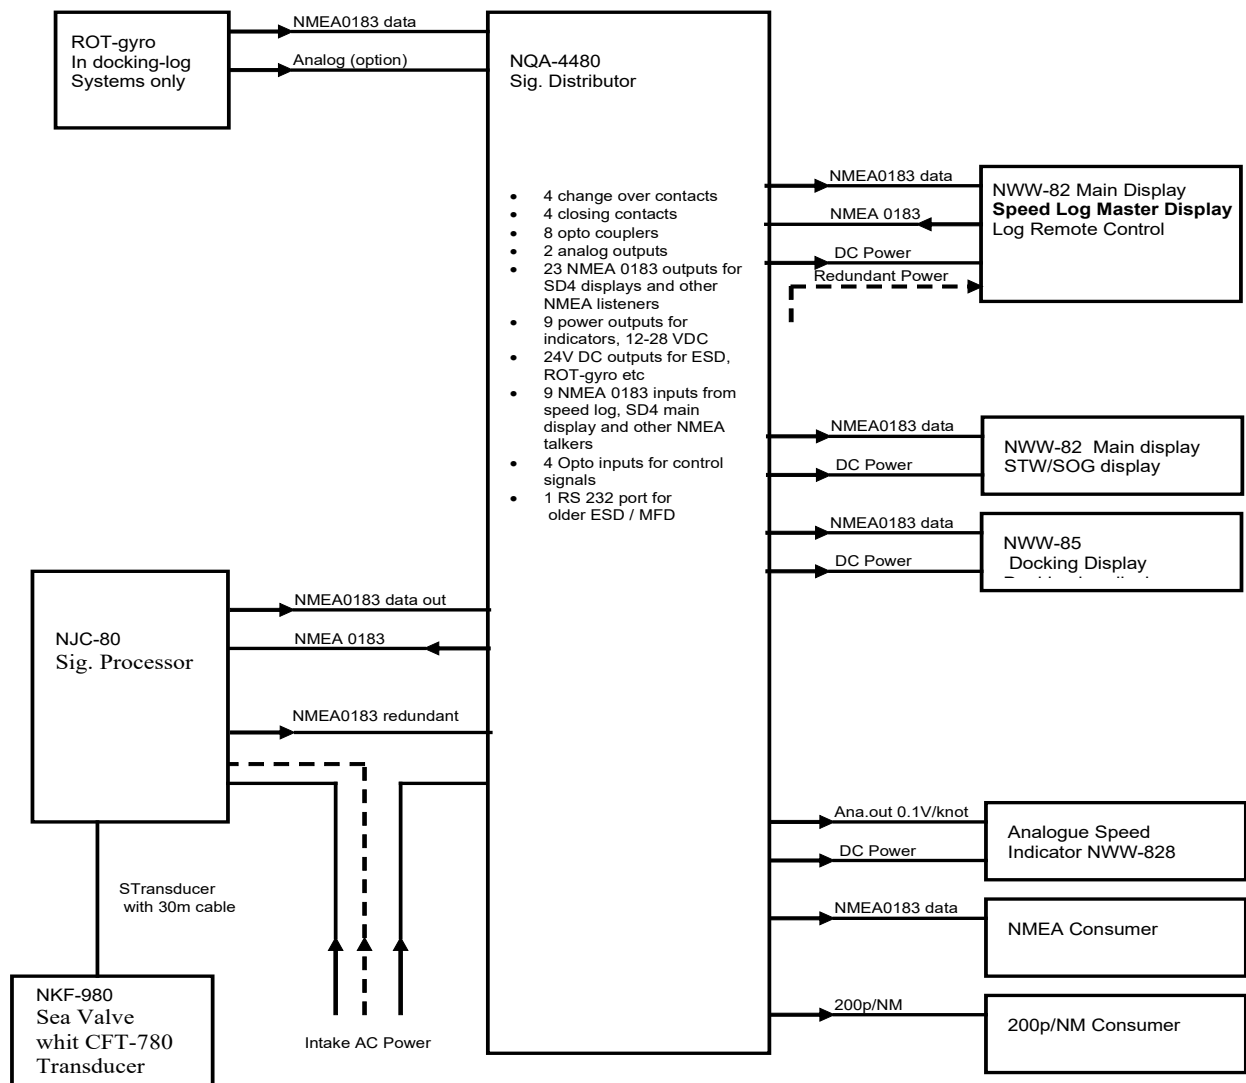 ROT-gyro
In docking-log
Systems only
NMEA0183 data
Analog (option)
NQA-4480
Sig. Distributor
• 4 change over contacts
• 4 closing contacts
• 8 opto couplers
• 2 analog outputs
• 23 NMEA 0183 outputs for
SD4 displays and other
NMEA listeners
• 9 power outputs for
indicators, 12-28 VDC
• 24V DC outputs for ESD,
ROT-gyro etc
• 9 NMEA 0183 inputs from
speed log, SD4 main
display and other NMEA
talkers
• 4 Opto inputs for control
signals
• 1 RS 232 port for
older ESD / MFD
NMEA0183 data
NMEA 0183
DC Power
Redundant Power
NWW-82 Main Display
Speed Log Master Display
Log Remote Control
NMEA0183 data
DC Power
NWW-82 Main display
STW/SOG display
NMEA0183 data
DC Power
NWW-85
Docking Display
NJC-80
Sig. Processor
NMEA0183 data out
NMEA 0183
NMEA0183 redundant
STransducer
with 30m cable
NKF-980
Sea Valve
whit CFT-780
Transducer
Intake AC Power
Ana.out 0.1V/knot
DC Power
Analogue Speed
Indicator NWW-828
NMEA0183 data
NMEA Consumer
200p/NM
200p/NM Consumer